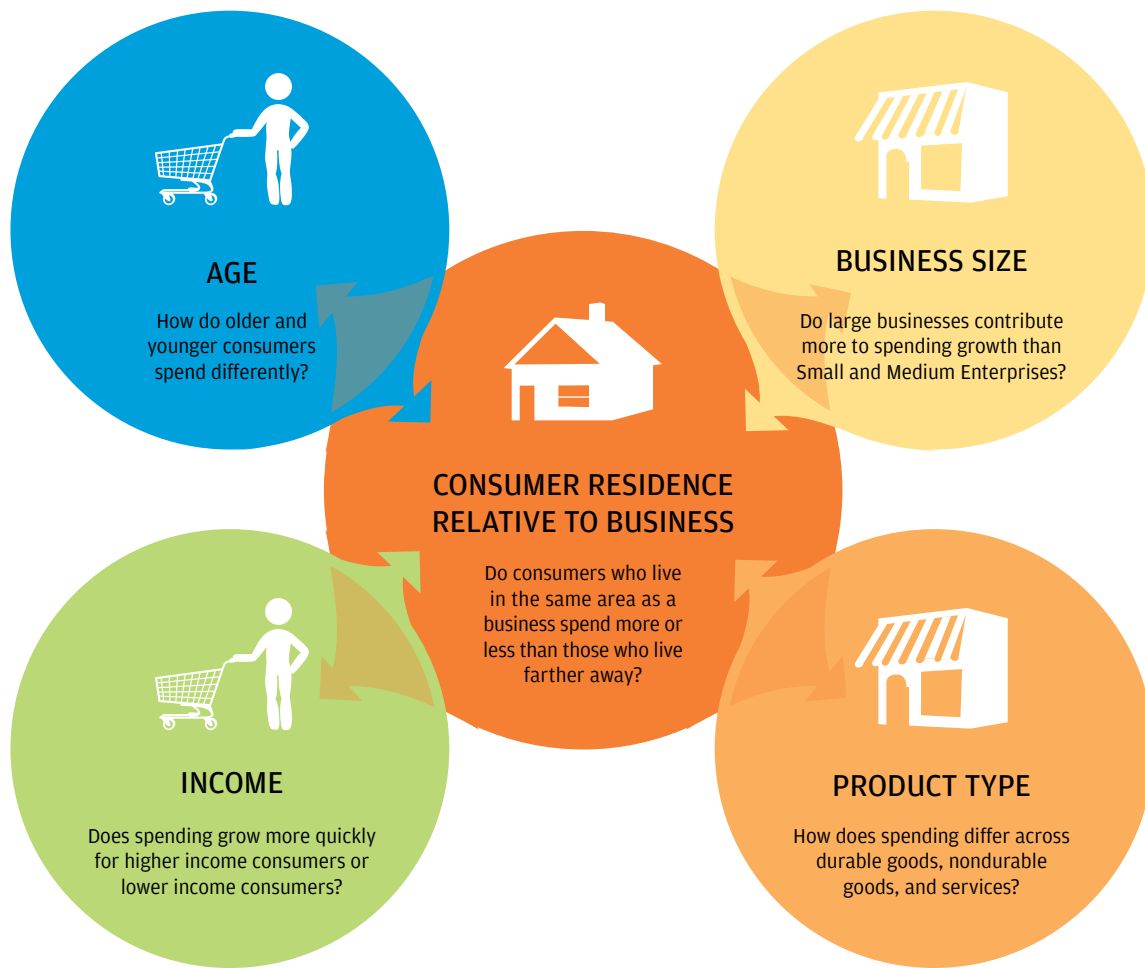 AGE
How do older and
younger consumers
spend differently?
BUSINESS SIZE
Do large businesses contribute
more to spending growth than
Small and Medium Enterprises?
CONSUMER RESIDENCE
RELATIVE TO BUSINESS
Do consumers who live
in the same area as a
business spend more or
less than those who live
farther away?
INCOME
Does spending grow more quickly
for higher income consumers or
lower income consumers?
PRODUCT TYPE
How does spending differ across
durable goods, nondurable
goods, and services?